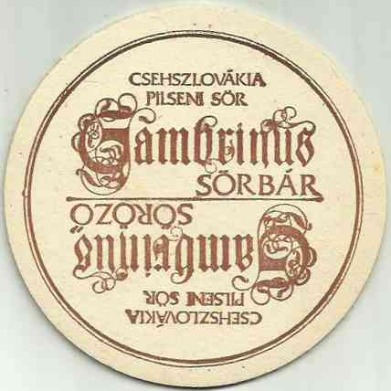 CSEHSZLOVÁKIA
PILSENI SÖR
Gambrinus
SÖRBÁR
SÖRÖZŐ
Gambrinus
PILSENI SÖR
CSEHSZLOVÁKIA